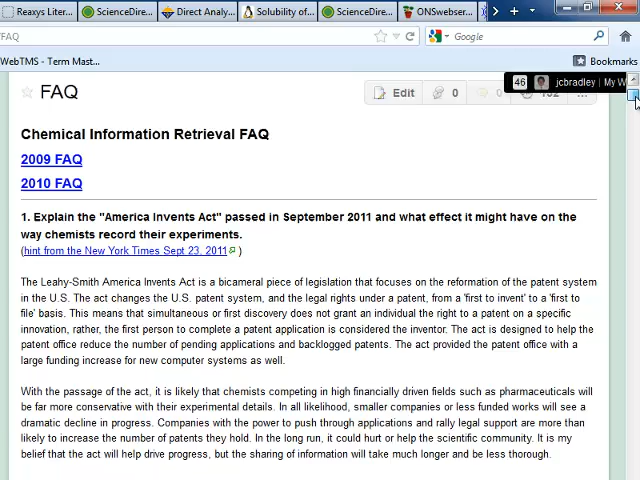 Reaxys Liter... ScienceDire... Direct Analy... Solubility of... ScienceDire... ONSwebser...
FAQ
Google
WebTMS - Term Mast... Bookmarks
46 jcbradley | My W
FAQ Edit 0 0 152 ...
Chemical Information Retrieval FAQ
2009 FAQ
2010 FAQ
1. Explain the "America Invents Act" passed in September 2011 and what effect it might have on the
way chemists record their experiments.
(hint from the New York Times Sept 23, 2011 )
The Leahy-Smith America Invents Act is a bicameral piece of legislation that focuses on the reformation of the patent system
in the U.S. The act changes the U.S. patent system, and the legal rights under a patent, from a 'first to invent' to a 'first to
file' basis. This means that simultaneous or first discovery does not grant an individual the right to a patent on a specific
innovation, rather, the first person to complete a patent application is considered the inventor. The act is designed to help the
patent office reduce the number of pending applications and backlogged patents. The act provided the patent office with a
large funding increase for new computer systems as well.
With the passage of the act, it is likely that chemists competing in high financially driven fields such as pharmaceuticals will
be far more conservative with their experimental details. In all likelihood, smaller companies or less funded works will see a
dramatic decline in progress. Companies with the power to push through applications and rally legal support are more than
likely to increase the number of patents they hold. In the long run, it could hurt or help the scientific community. It is my
belief that the act will help drive progress, but the sharing of information will take much longer and be less thorough.